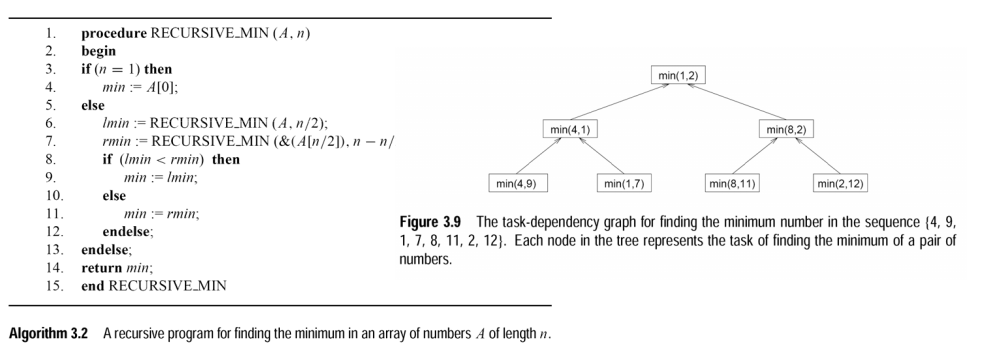 1. procedure RECURSIVE_MIN (A, n)
2. begin
3. if (n = 1) then
4. min := A[0];
5. else
6. lmin := RECURSIVE_MIN (A, n/2);
7. rmin := RECURSIVE_MIN (&(A[n/2]), n − n/
8. if (lmin < rmin) then
9. min := lmin;
10. else
11. min := rmin;
12. endelse;
13. endelse;
14. return min;
15. end RECURSIVE_MIN
Algorithm 3.2 A recursive program for finding the minimum in an array of numbers A of length n.
min(1,2)
min(4,1) min(8,2)
min(4,9) min(1,7) min(8,11) min(2,12)
Figure 3.9 The task-dependency graph for finding the minimum number in the sequence {4, 9,
1, 7, 8, 11, 2, 12}. Each node in the tree represents the task of finding the minimum of a pair of
numbers.